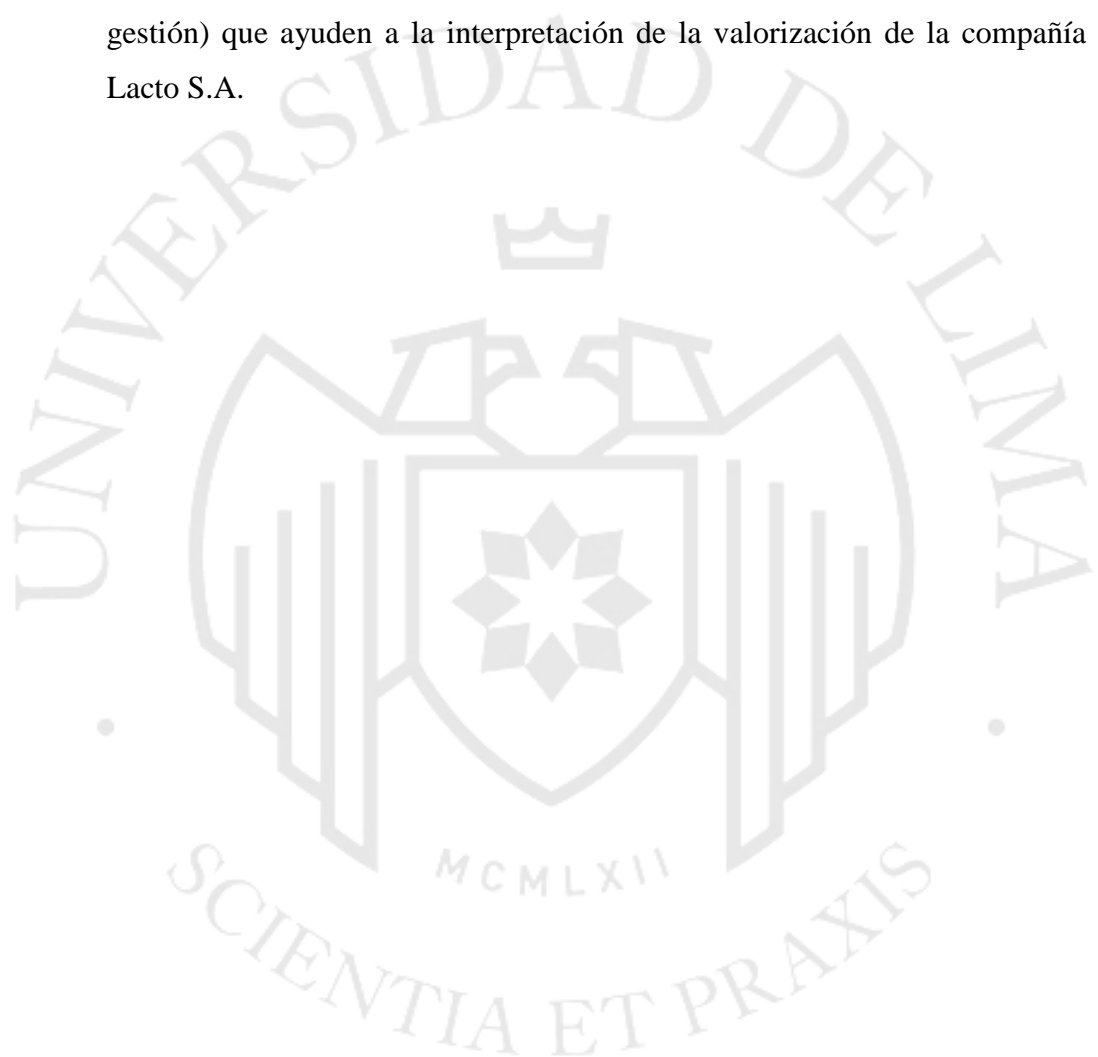 gestión) que ayuden a la interpretación de la valorización de la compañía
Lacto S.A.
UNIVERSIDAD DE LIMA
MCMLXII
SCIENTIA ET PRAXIS